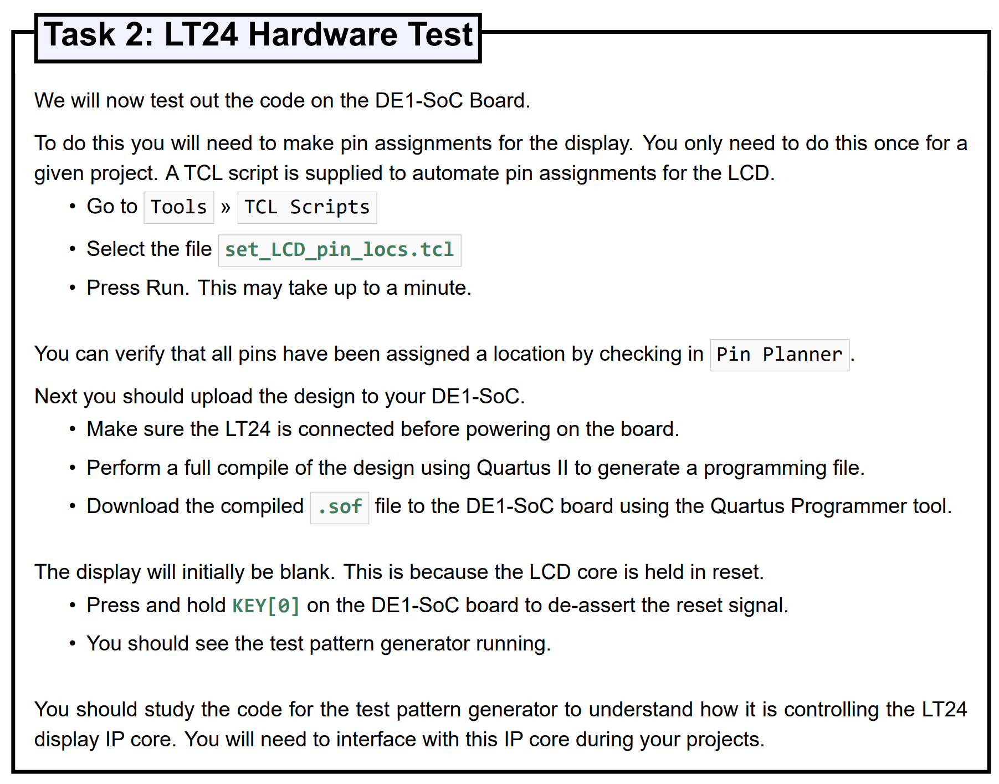 Task 2: LT24 Hardware Test
We will now test out the code on the DE1-SoC Board.
To do this you will need to make pin assignments for the display. You only need to do this once for a
given project. A TCL script is supplied to automate pin assignments for the LCD.
• Go to Tools » TCL Scripts
• Select the file set_LCD_pin_locs.tcl
• Press Run. This may take up to a minute.
You can verify that all pins have been assigned a location by checking in Pin Planner.
Next you should upload the design to your DE1-SoC.
• Make sure the LT24 is connected before powering on the board.
• Perform a full compile of the design using Quartus II to generate a programming file.
• Download the compiled .sof file to the DE1-SoC board using the Quartus Programmer tool.
The display will initially be blank. This is because the LCD core is held in reset.
• Press and hold KEY[0] on the DE1-SoC board to de-assert the reset signal.
• You should see the test pattern generator running.
You should study the code for the test pattern generator to understand how it is controlling the LT24
display IP core. You will need to interface with this IP core during your projects.